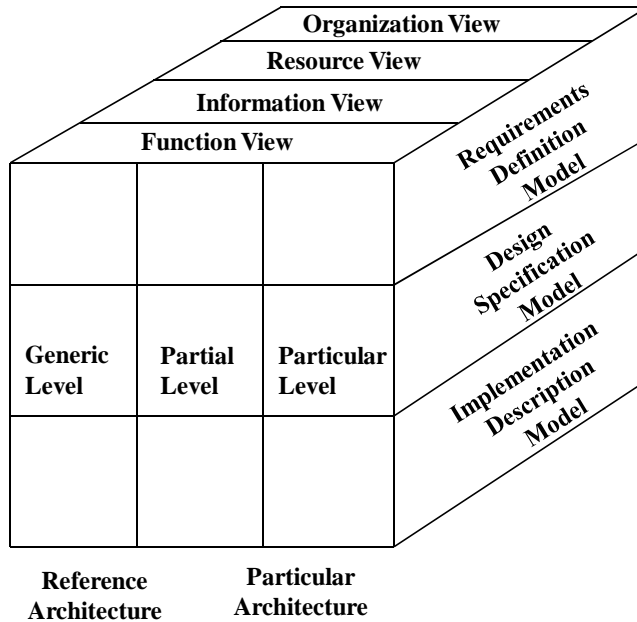 Organization View
Resource View
Information View
Function View
Requirements
Definition
Model
Design
Specification
Model
Implementation
Description
Model
Generic
Level
Partial
Level
Particular
Level
Reference
Architecture
Particular
Architecture